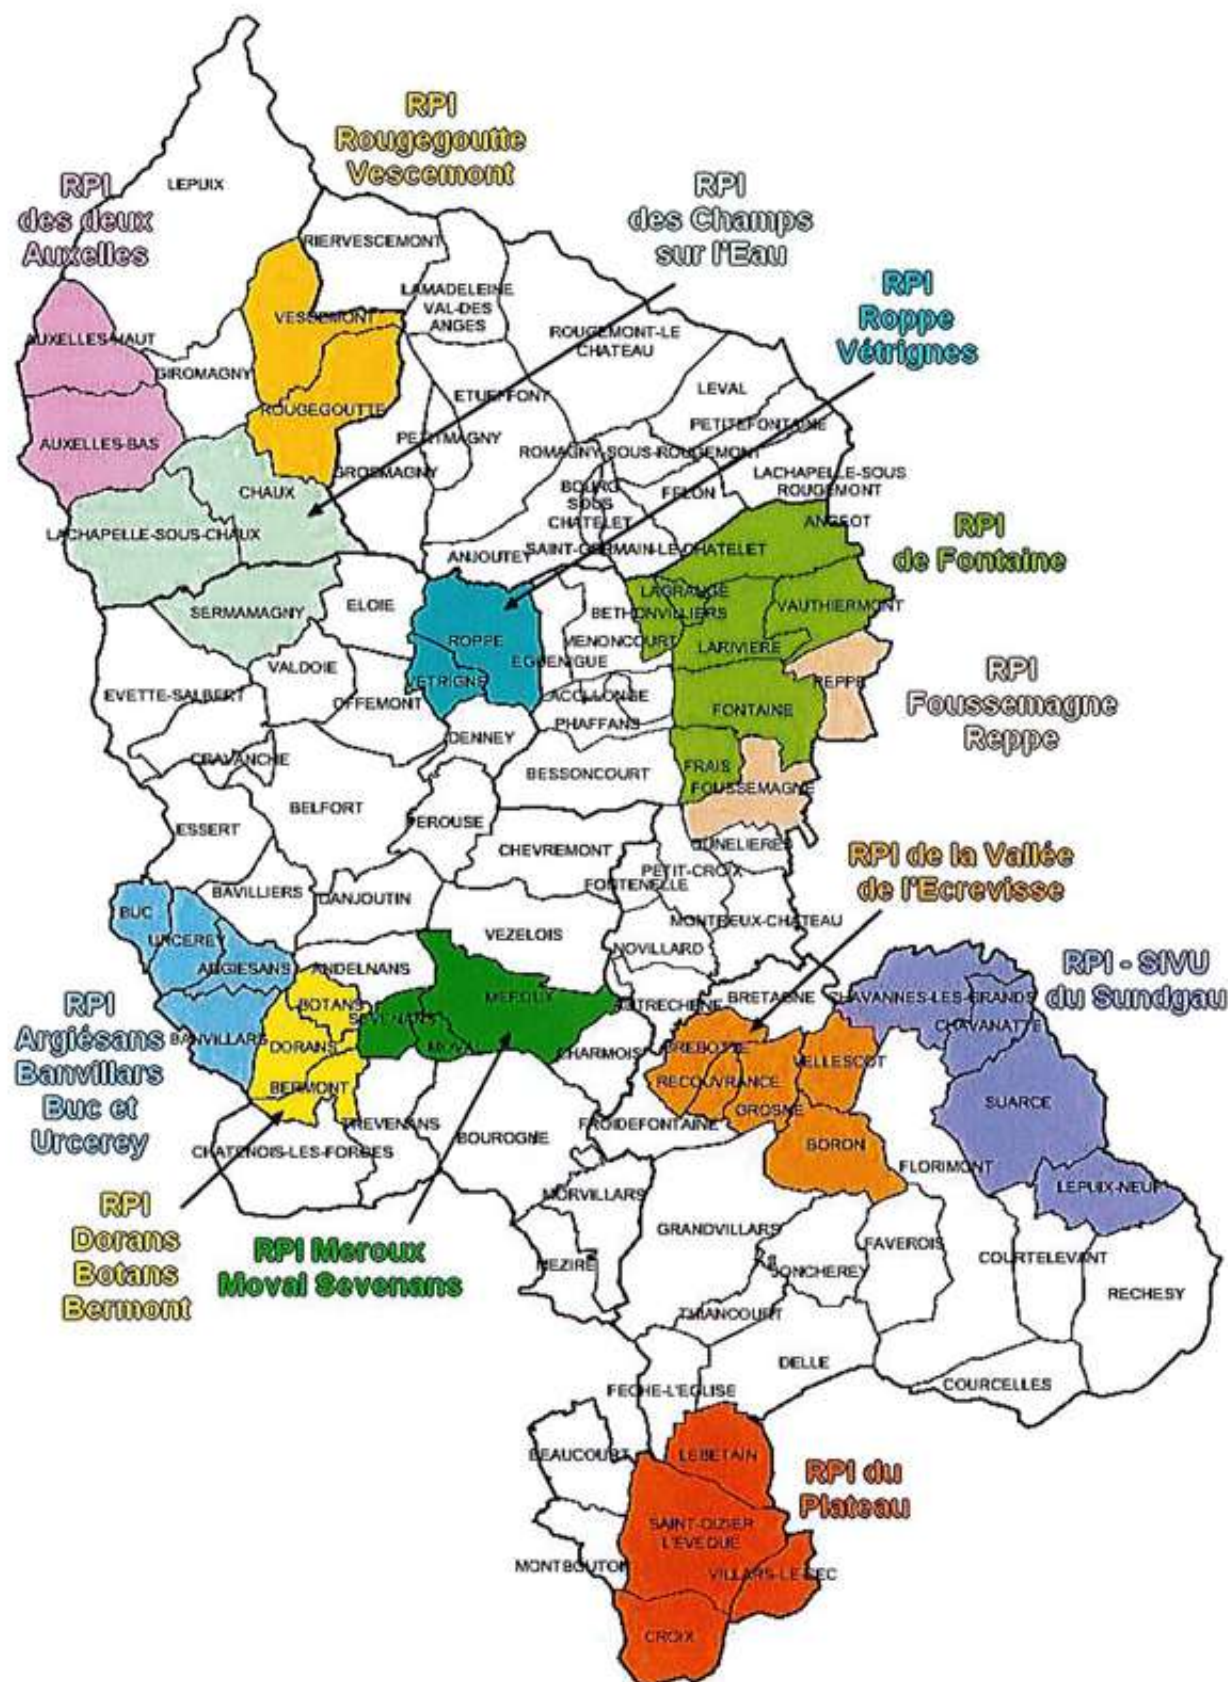 RPI
Rougegoutte
Vescemont
LEPUIX
RPI
des deux
Auxelles
RPI
des Champs
sur l'Eau
RIERVESCEMONT
LAMADELEINE
VAL-DES
ANGES
RPI
Roppe
Vétrignes
VESCEMONT
ROUGEMONT-LE
CHATEAU
AUXELLES-HAUT
GIROMAGNY
LEVAL
ETUEFFONT
ROUGEGOUTTE
PETITEFONTAINE
AUXELLES-BAS
PETITMAGNY
ROMAGNY-SOUS-ROUGEMONT
GROSMAGNY
LACHAPELLE-SOUS
ROUGEMONT
CHAUX
BOURG
SOUS
CHATELET
FELON
LACHAPELLE-SOUS-CHAUX
ANGEOT
RPI
de Fontaine
ANJOUTEY
SAINT-GERMAIN-LE-CHATELET
LAGRANGE
SERMAMAGNY
ELOIE
BETHONVILLIERS
VAUTHIERMONT
ROPPE
MENONCOURT
LARIVIERE
EGUENIGUE
VALDOIE
VETRIGNE
REPPE
RPI
Foussemagne
Reppe
EVETTE-SALBERT
OFFEMONT
LACOLLONGE
FONTAINE
PHAFFANS
DENNEY
CRAVANCHE
BESSONCOURT
FRAIS
FOUSSEMAGNE
BELFORT
PEROUSE
ESSERT
CHEVREMONT
CUNELIERES
RPI de la Vallée
de l'Ecrevisse
PETIT-CROIX
FONTENELLE
BAVILLIERS
DANJOUTIN
BUC
MONTREUX-CHATEAU
URCEREY
VEZELOIS
NOVILLARD
ARGIESANS
ANDELNANS
RPI - SIVU
du Sundgau
BOTANS
MEROUX
AUTRECHENE
BRETAGNE
CHAVANNES-LES-GRANDS
RPI
Argiésans
Banvillars
Buc et
Urcerey
BANVILLARS
SEVENANS
CHAVANATTE
DORANS
MOVAL
CHARMOIS
BREBOTTE
VELLESCOT
BERMONT
RECOUVRANCE
GROSNE
SUARCE
TREVENANS
FROIDEFONTAINE
CHATENOIS-LES-FORGES
BOUROGNE
BORON
FLORIMONT
LEPUIX-NEUF
MORVILLARS
RPI
Dorans
Botans
Bermont
RPI Meroux
Moval Sevenans
GRANDVILLARS
FAVEROIS
COURTELEVANT
MEZIRE
JONCHEREY
RECHESY
THIANCOURT
DELLE
FECHE-L'EGLISE
COURCELLES
BEAUCOURT
LEBETAIN
RPI du
Plateau
SAINT-DIZIER
L'EVEQUE
MONTBOUTON
VILLARS-LE-SEC
CROIX